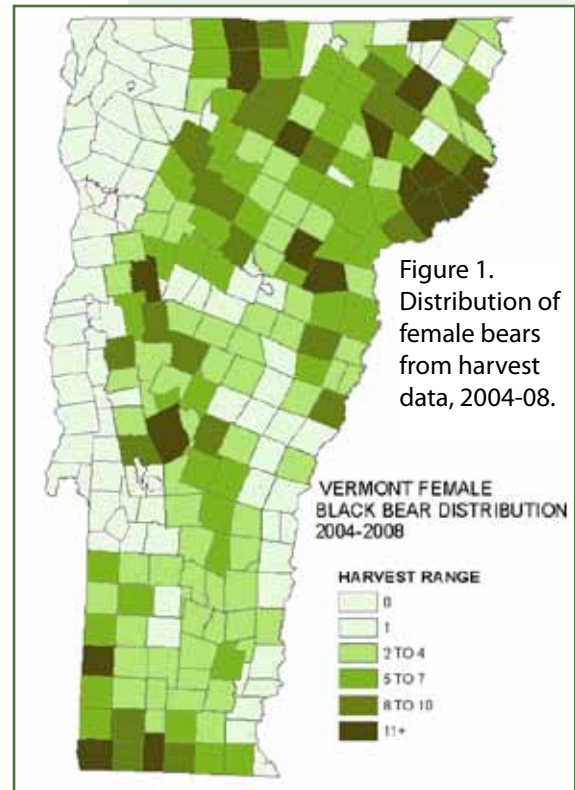 Figure 1.
Distribution of
female bears
from harvest
data, 2004-08.
VERMONT FEMALE
BLACK BEAR DISTRIBUTION
2004-2008
HARVEST RANGE
0
1
2 TO 4
5 TO 7
8 TO 10
11+